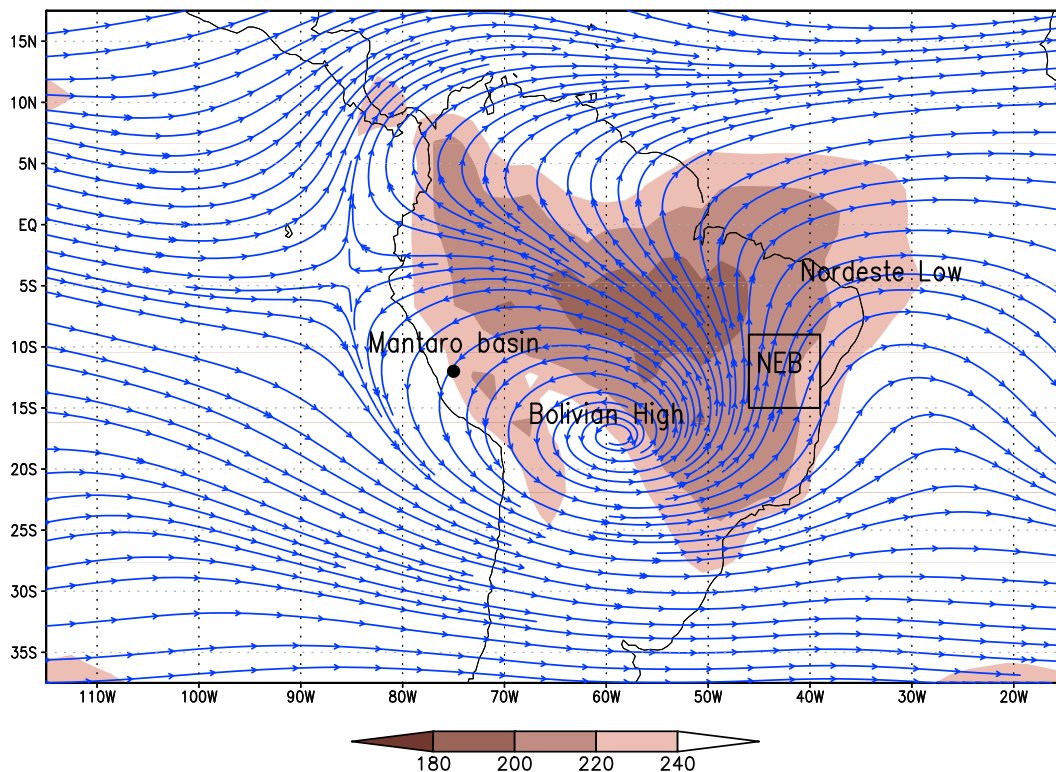 15N
10N
5N
EQ
5S
10S
15S
20S
25S
30S
35S
Nordeste Low
Mantaro basin
NEB
Bolivian High
110W 100W 90W 80W 70W 60W 50W 40W 30W 20W
180 200 220 240